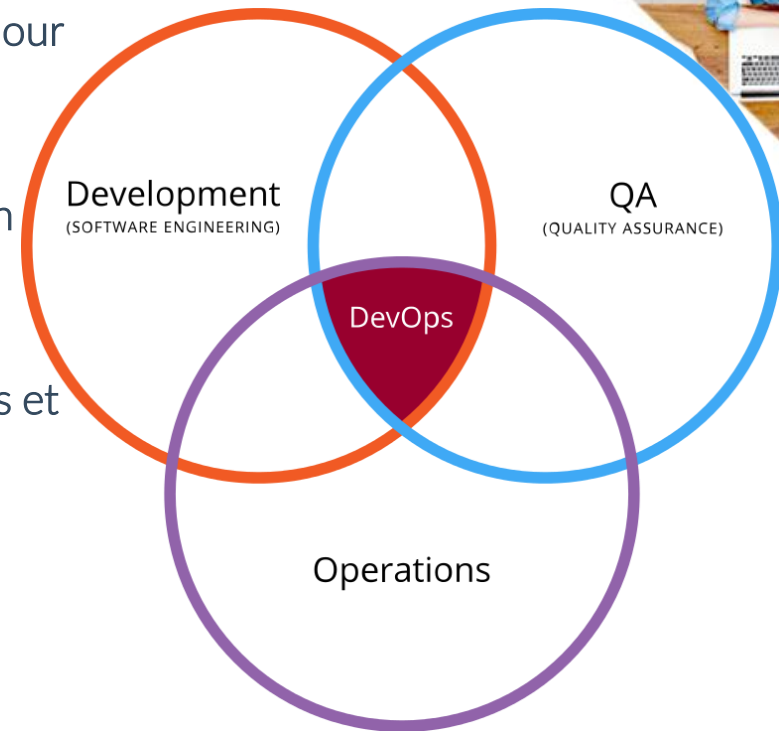 our
n
s et
Development
(SOFTWARE ENGINEERING)
QA
(QUALITY ASSURANCE)
DevOps
Operations